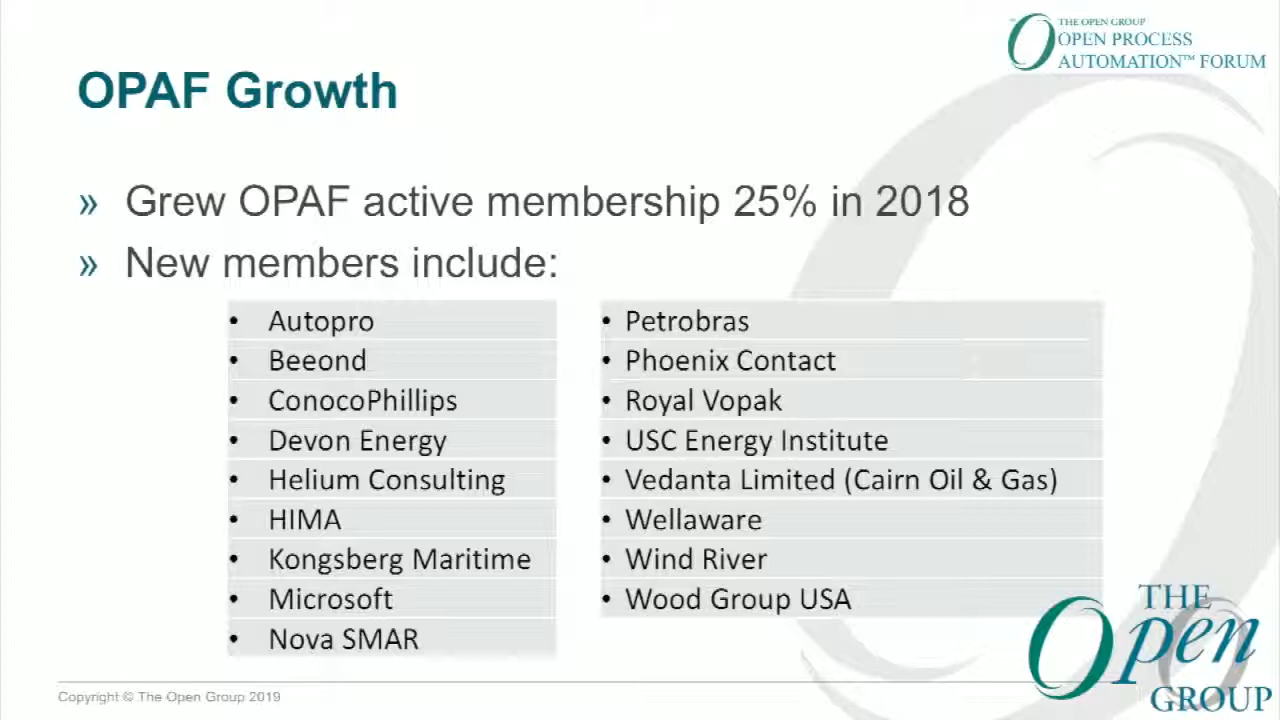 THE OPEN GROUP
OPEN PROCESS
AUTOMATION™ FORUM
OPAF Growth
» Grew OPAF active membership 25% in 2018
» New members include:
• Autopro
• Beeond
• ConocoPhillips
• Devon Energy
• Helium Consulting
• HIMA
• Kongsberg Maritime
• Microsoft
• Nova SMAR
• Petrobras
• Phoenix Contact
• Royal Vopak
• USC Energy Institute
• Vedanta Limited (Cairn Oil & Gas)
• Wellaware
• Wind River
• Wood Group USA
THE
Open
GROUP
Copyright © The Open Group 2019